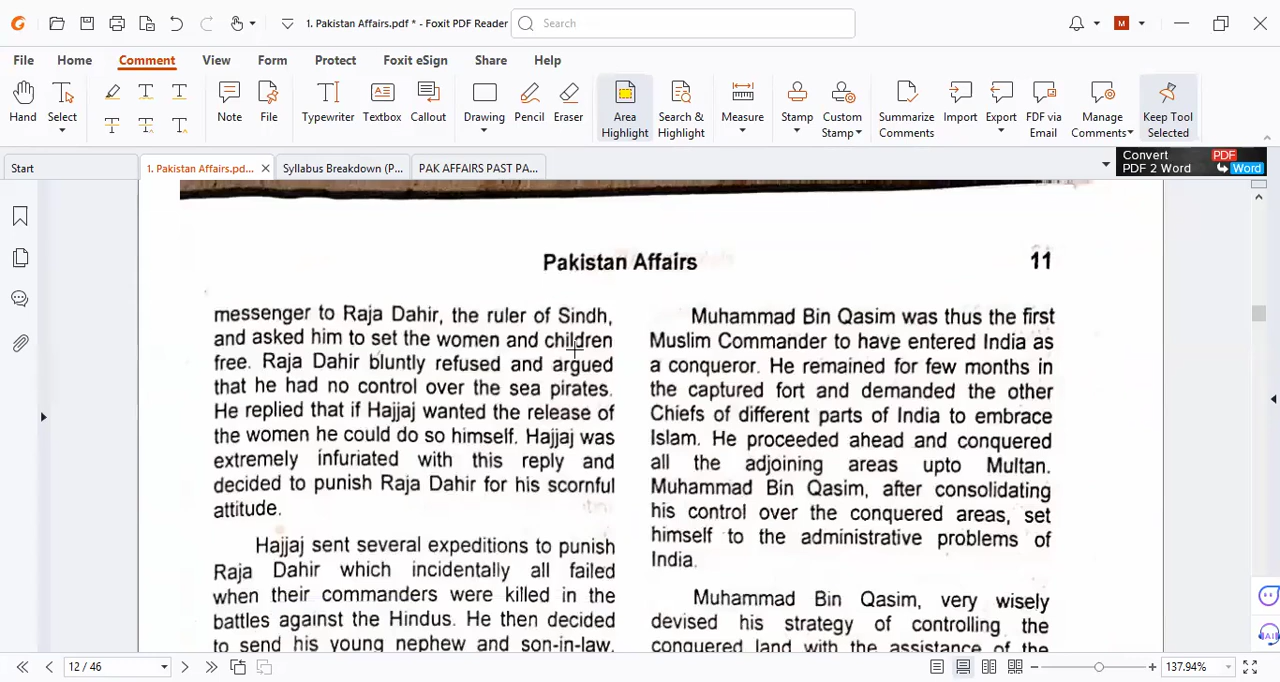 1. Pakistan Affairs.pdf * - Foxit PDF Reader
Search
M
File Home Comment View Form Protect Foxit eSign Share Help
Hand Select Note File Typewriter Textbox Callout Drawing Pencil Eraser Area Highlight Search & Highlight Measure Stamp Custom Stamp Summarize Comments Import Export FDF via Email Manage Comments Keep Tool Selected
Start 1. Pakistan Affairs.pd... Syllabus Breakdown (P... PAK AFFAIRS PAST PA...
Convert PDF
PDF 2 Word Word
Pakistan Affairs 11
messenger to Raja Dahir, the ruler of Sindh,
and asked him to set the women and children
free. Raja Dahir bluntly refused and argued
that he had no control over the sea pirates.
He replied that if Hajjaj wanted the release of
the women he could do so himself. Hajjaj was
extremely infuriated with this reply and
decided to punish Raja Dahir for his scornful
attitude.
Hajjaj sent several expeditions to punish
Raja Dahir which incidentally all failed
when their commanders were killed in the
battles against the Hindus. He then decided
to send his young nephew and son-in-law,
Muhammad Bin Qasim was thus the first
Muslim Commander to have entered India as
a conqueror. He remained for few months in
the captured fort and demanded the other
Chiefs of different parts of India to embrace
Islam. He proceeded ahead and conquered
all the adjoining areas upto Multan.
Muhammad Bin Qasim, after consolidating
his control over the conquered areas, set
himself to the administrative problems of
India.
Muhammad Bin Qasim, very wisely
devised his strategy of controlling the
conquered land with the assistance of the
12 / 46
137.94%